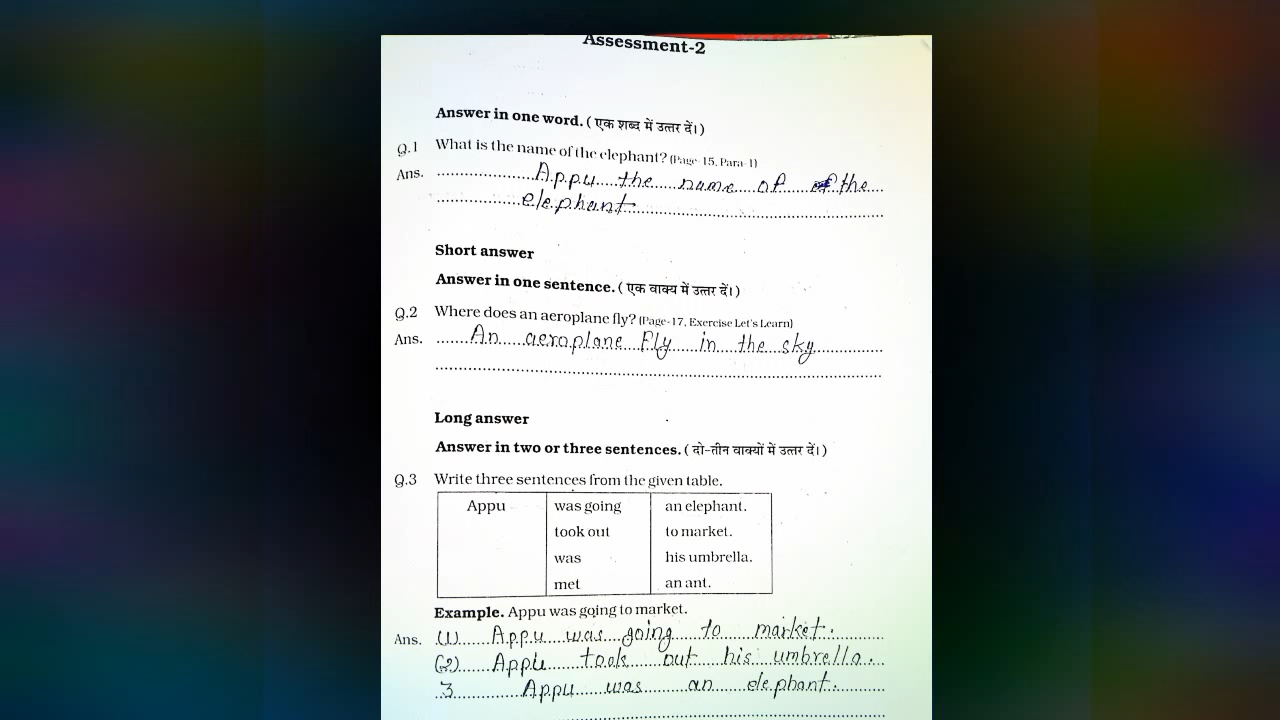 Assessment-2
Answer in one word. ( एक शब्द में उत्तर दें। )
Q.1 What is the name of the elephant? (Page-15, Para-1)
Ans. Appu the name of the
elephant
Short answer
Answer in one sentence. ( एक वाक्य में उत्तर दें। )
Q.2 Where does an aeroplane fly? (Page-17, Exercise Let's Learn)
Ans. An aeroplane Fly in the sky
Long answer
Answer in two or three sentences. ( दो-तीन वाक्यों में उत्तर दें। )
Q.3 Write three sentences from the given table.
Appu was going an elephant.
took out to market.
was his umbrella.
met an ant.
Example. Appu was going to market.
Ans. (1) Appu was going to market.
(2) Appu took out his umbrella.
3 Appu was an elephant.